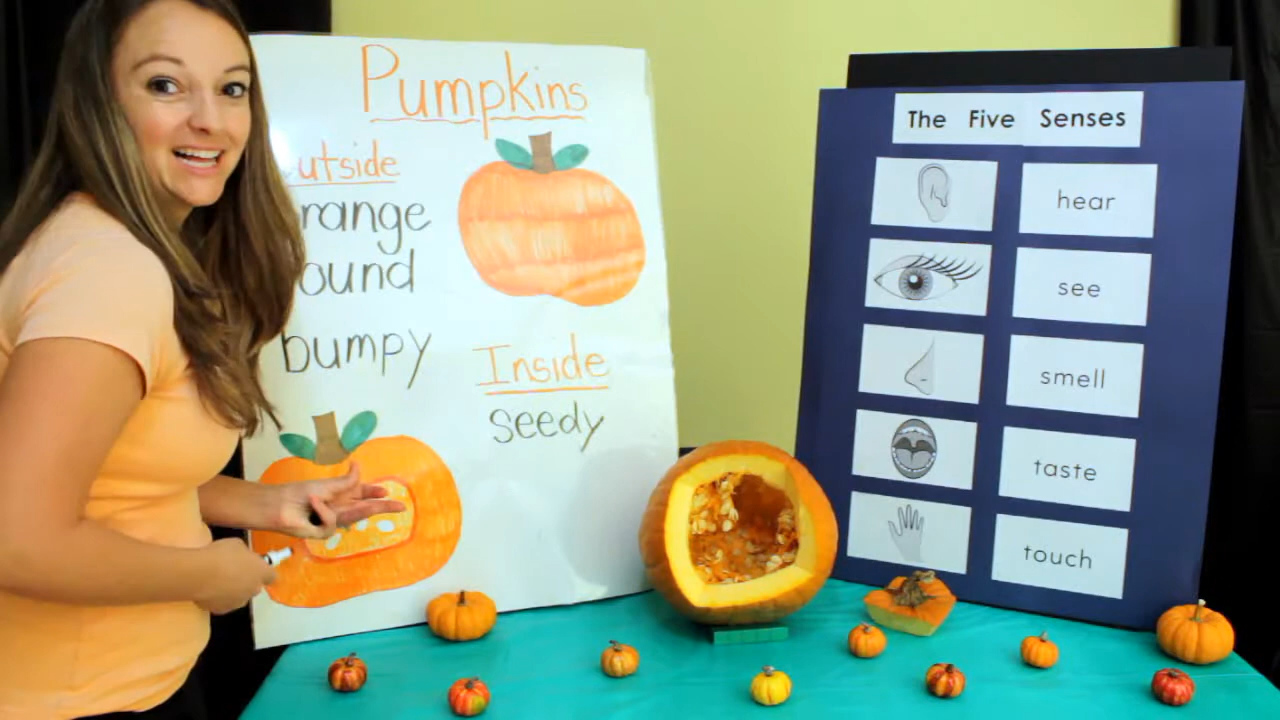 Pumpkins
utside
range
ound
bumpy
Inside
seedy
The Five Senses
hear
see
smell
taste
touch